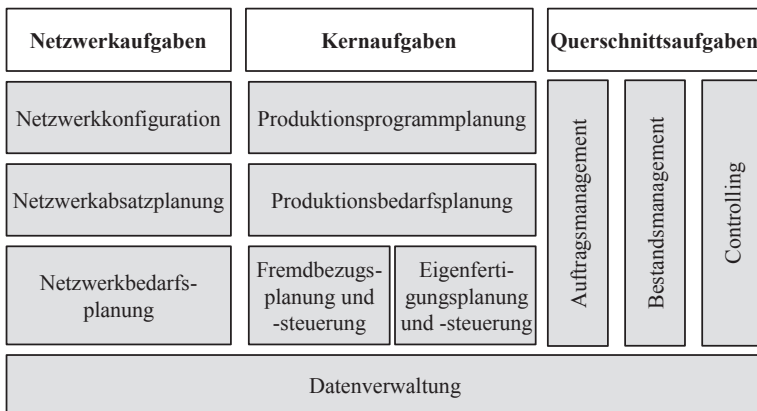 Netzwerkaufgaben
Kernaufgaben
Querschnittsaufgaben
Netzwerkkonfiguration
Produktionsprogrammplanung
Netzwerkabsatzplanung
Produktionsbedarfsplanung
Netzwerkbedarfs-
planung
Fremdbezugs-
planung und
-steuerung
Eigenferti-
gungsplanung
und -steuerung
Auftragsmanagement
Bestandsmanagement
Controlling
Datenverwaltung